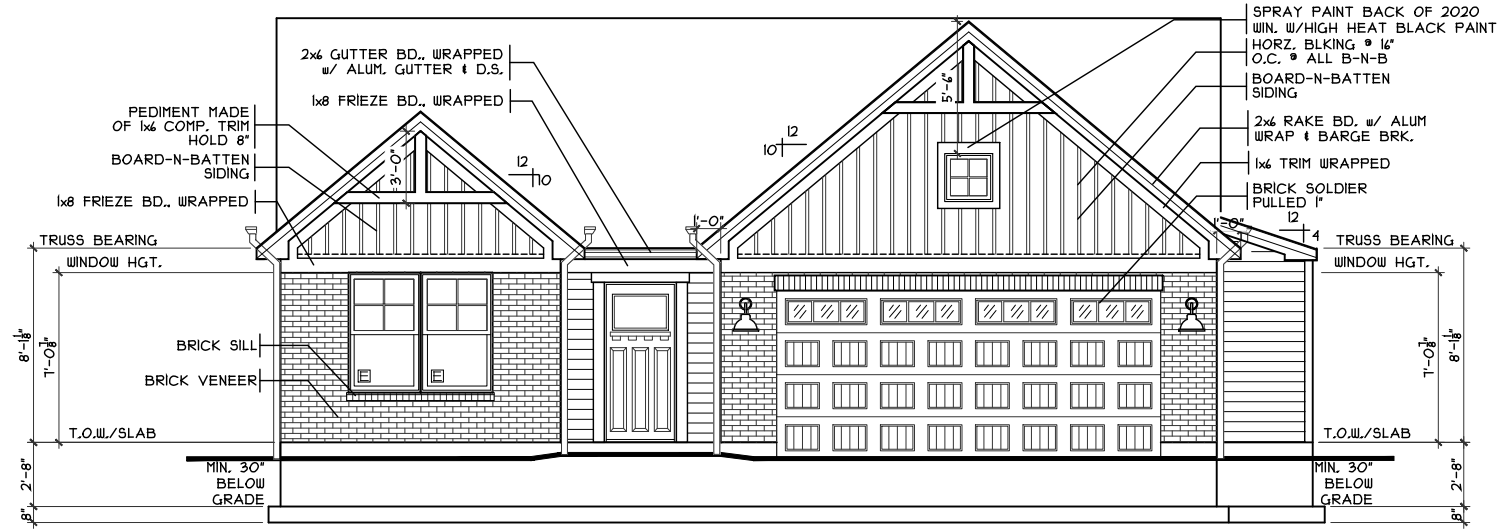 SPRAY PAINT BACK OF 2020
WIN. W/HIGH HEAT BLACK PAINT
HORZ. BLKING @ 16"
O.C. @ ALL B-N-B
BOARD-N-BATTEN
SIDING
2x6 RAKE BD. w/ ALUM
WRAP & BARGE BRK.
1x6 TRIM WRAPPED
BRICK SOLDIER
PULLED 1"
2x6 GUTTER BD., WRAPPED
w/ ALUM. GUTTER & D.S.
1x8 FRIEZE BD., WRAPPED
PEDIMENT MADE
OF 1x6 COMP. TRIM
HOLD 8"
BOARD-N-BATTEN
SIDING
1x8 FRIEZE BD., WRAPPED
3'-0"
12
10
12
10
5'-6"
1'-0"
1'-0"
12
4
TRUSS BEARING
WINDOW HGT.
TRUSS BEARING
WINDOW HGT.
8'-1 1/8"
7'-0 7/8"
BRICK SILL
BRICK VENEER
E
E
7'-0 7/8"
8'-1 1/8"
T.O.W./SLAB
T.O.W./SLAB
MIN. 30"
BELOW
GRADE
2'-8"
8"
MIN. 30"
BELOW
GRADE
2'-8"
8"